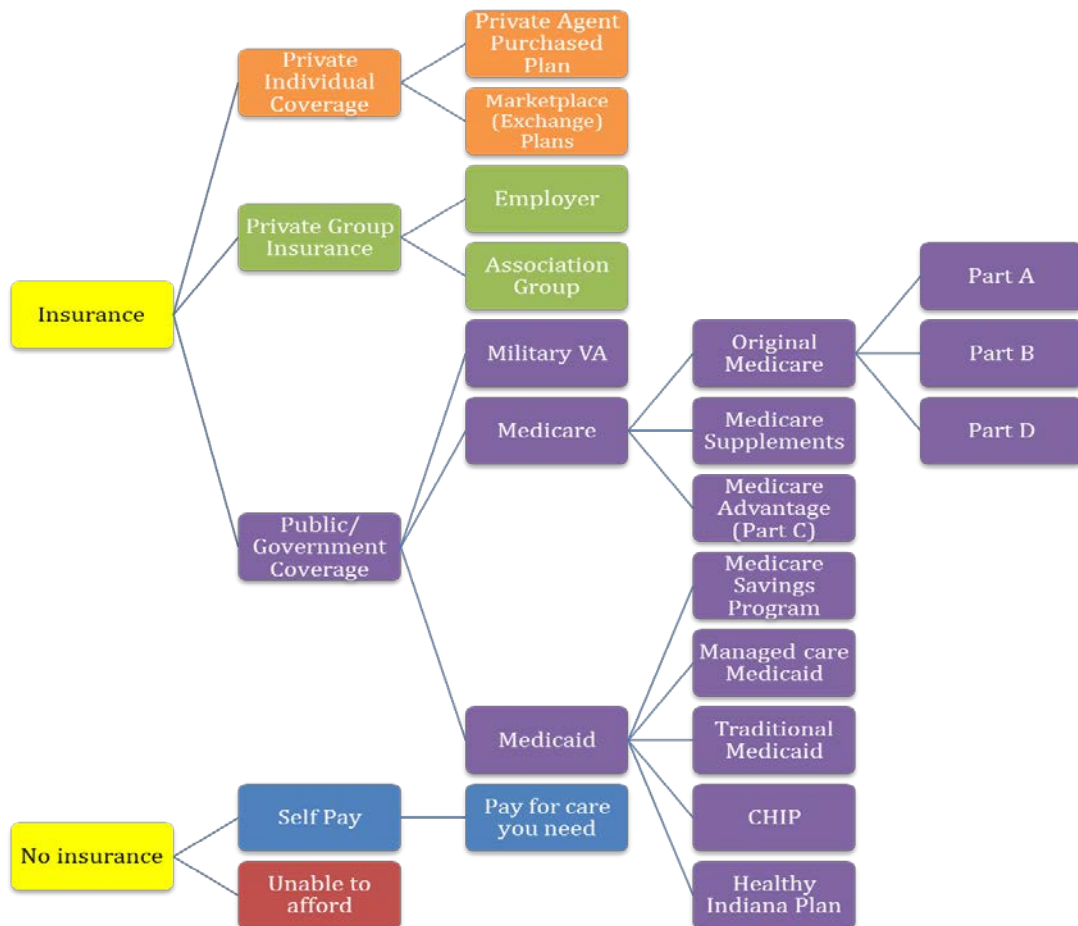 Private Agent
Purchased
Plan
Private
Individual
Coverage
Marketplace
(Exchange)
Plans
Employer
Private Group
Insurance
Association
Group
Part A
Insurance
Military VA
Original
Medicare
Part B
Medicare
Medicare
Supplements
Part D
Medicare
Advantage
(Part C)
Public/
Government
Coverage
Medicare
Savings
Program
Managed care
Medicaid
Medicaid
Traditional
Medicaid
Self Pay
Pay for care
you need
CHIP
No insurance
Unable to
afford
Healthy
Indiana Plan